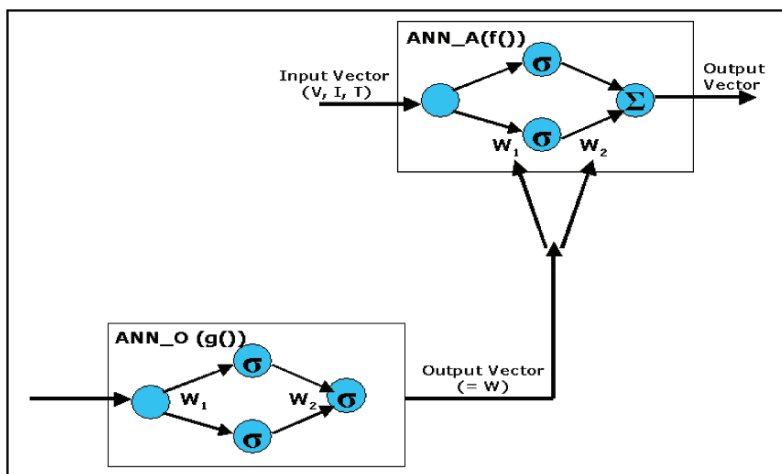 ANN_A(f())
Input Vector
(V, I, T)
σ
Σ
σ
W1
W2
Output
Vector
ANN_O (g())
σ
W1
W2
σ
σ
Output Vector
(= W)